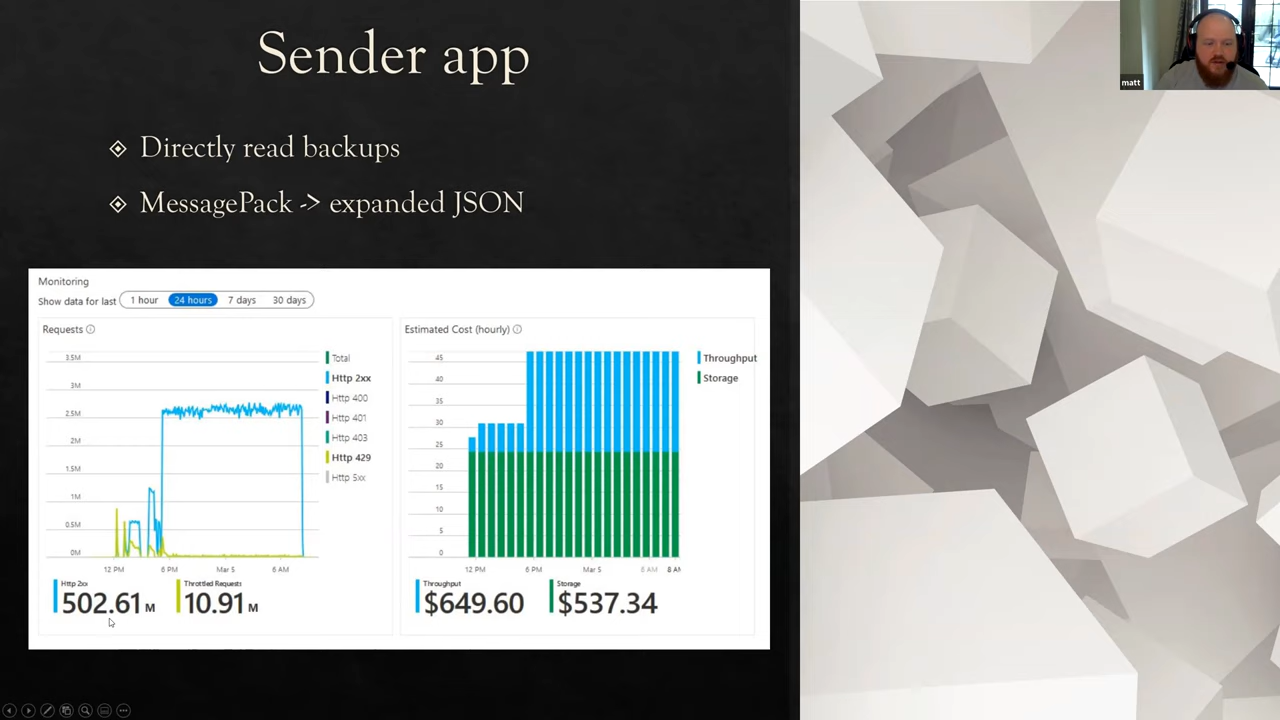 Sender app
Directly read backups
MessagePack -> expanded JSON
Monitoring
Show data for last 1 hour 24 hours 7 days 30 days
Requests
3.5M
3M
2.5M
2M
1.5M
1M
0.5M
0M
12 PM 6 PM Mar 5 6 AM
Total
Http 2xx
Http 400
Http 401
Http 403
Http 429
Http 5xx
Http 2xx
502.61 M
Throttled Requests
10.91 M
Estimated Cost (hourly)
45
40
35
30
25
20
15
10
5
0
12 PM 6 PM Mar 5 6 AM 8 AM
Throughput
Storage
Throughput
$649.60
Storage
$537.34
matt